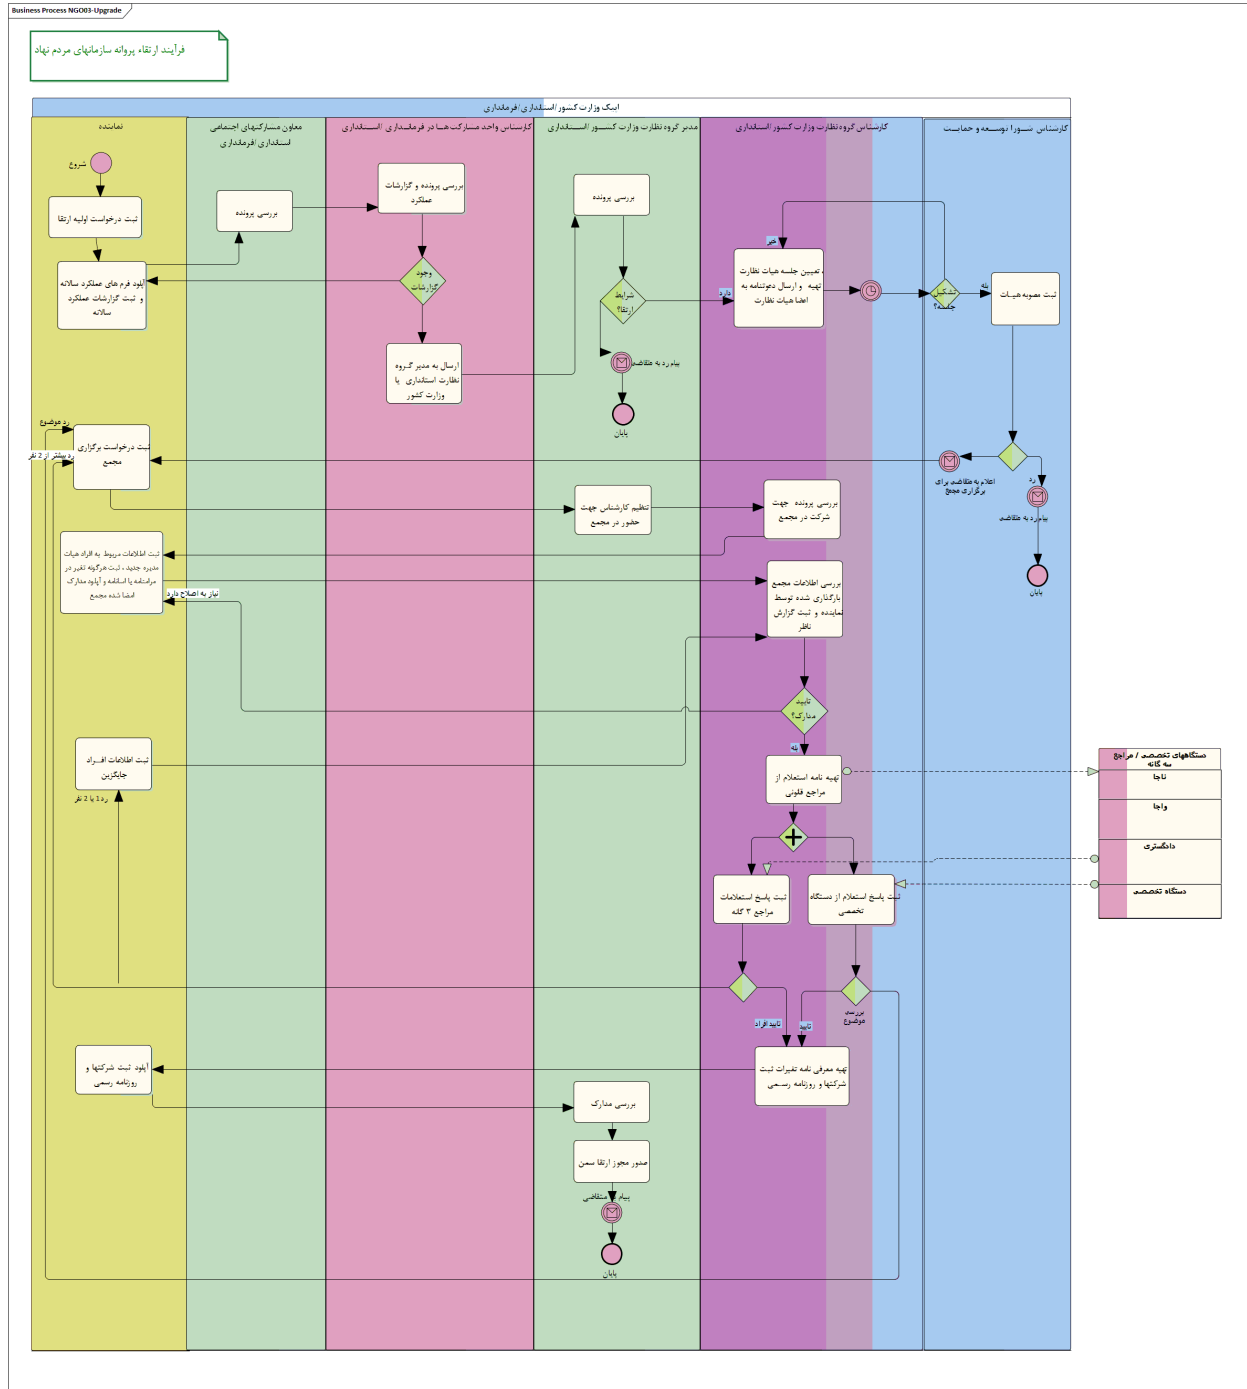 Business Process NGO03-Upgrade
فرآیند ارتقاء پروانه سازمانهای مردم نهاد
ایپک وزارت کشور/استانداری/فرمانداری
نماینده
معاون مشارکتهای اجتماعی
استانداری /فرمانداری
کارشناس واحد مشارکت‌ها در فرمانداری /استانداری
مدیر گروه نظارت وزارت کشور /استانداری
کارشناس گروه نظارت وزارت کشور /استانداری
کارشناس شورا توسعه و حمایت
شروع
ثبت درخواست اولیه ارتقا
آپلود فرم های عملکرد سالانه
و ثبت گزارشات عملکرد
سالانه
بررسی پرونده
بررسی پرونده و گزارشات
عملکرد
وجود
گزارشات
ارسال به مدیر گروه
نظارت استانداری یا
وزارت کشور
بررسی پرونده
شرایط
ارتقا؟
دارد
پیام رد به متقاضی
پایان
خیر
تعیین جلسه هیات نظارت
تهیه و ارسال دعوتنامه به
اعضا هیات نظارت
تشکیل
جلسه؟
بله
ثبت مصوبه هیات
اعلام به متقاضی برای
برگزاری مجمع
رد
پیام رد به متقاضی
پایان
رد موضوع
رد بیشتر از 2 نفر
ثبت درخواست برگزاری
مجمع
تنظیم کارشناس جهت
حضور در مجمع
بررسی پرونده جهت
شرکت در مجمع
ثبت اطلاعات مربوط به افراد هیات
مدیره جدید ، ثبت هرگونه تغیر در
مرامنامه یا اسانامه و آپلود مدارک
امضا شده مجمع
نیاز به اصلاح دارد
بررسی اطلاعات مجمع
بارگذاری شده توسط
نماینده و ثبت گزارش
ناظر
تایید
مدارک؟
بله
ثبت اطلاعات افراد
جایگزین
رد 1 یا 2 نفر
تهیه نامه استعلام از
مراجع قانونی
دستگاههای تخصصی / مراجع
سه گانه
ناجا
واجا
دادگستری
دستگاه تخصصی
ثبت پاسخ استعلامات
مراجع ۳ گانه
ثبت پاسخ استعلام از دستگاه
تخصصی
بررسی
موضوع
تایید افراد
تایید
تهیه معرفی نامه تغیرات ثبت
شرکتها و روزنامه رسمی
آپلود ثبت شرکتها و
روزنامه رسمی
بررسی مدارک
صدور مجوز ارتقا سمن
پیام به متقاضی
پایان